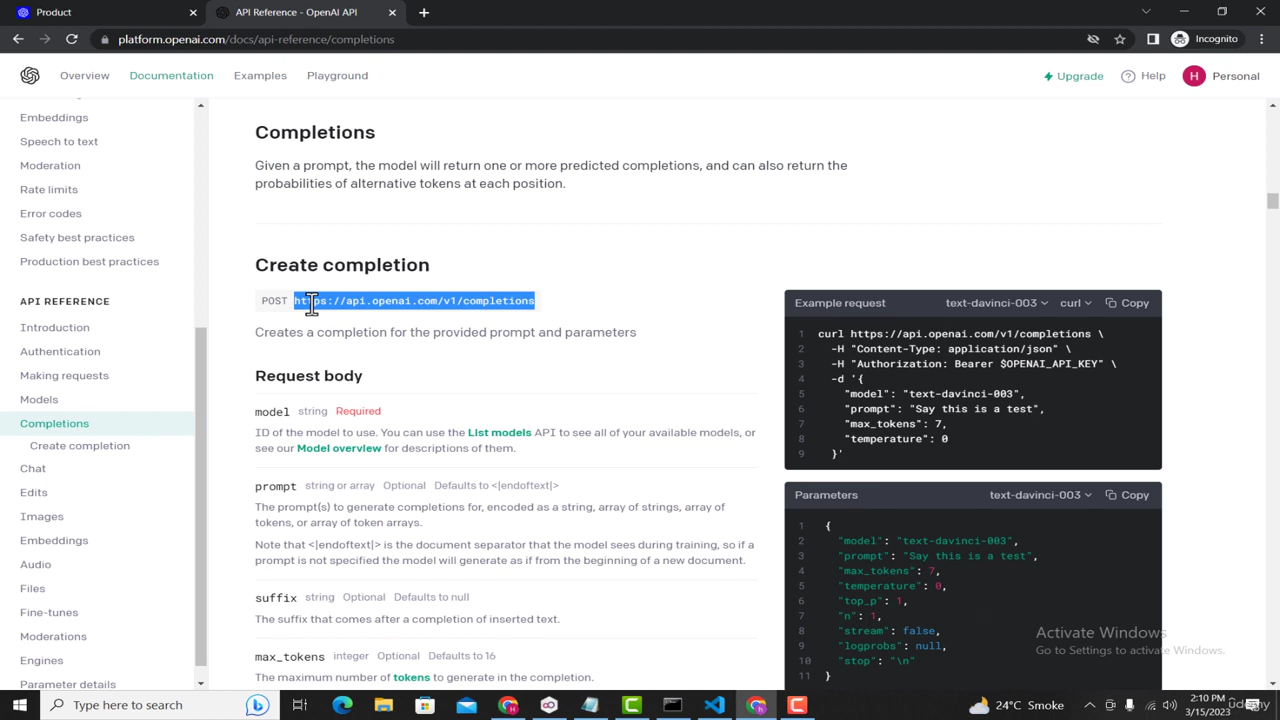 Product
API Reference - OpenAI API
platform.openai.com/docs/api-reference/completions
Incognito
Overview
Documentation
Examples
Playground
Upgrade
Help
H
Personal
Embeddings
Speech to text
Moderation
Rate limits
Error codes
Safety best practices
Production best practices
API REFERENCE
Introduction
Authentication
Making requests
Models
Completions
Create completion
Chat
Edits
Images
Embeddings
Audio
Files
Fine-tunes
Moderations
Engines
Parameter details
Completions
Given a prompt, the model will return one or more predicted completions, and can also return the
probabilities of alternative tokens at each position.
Create completion
POST https://api.openai.com/v1/completions
Creates a completion for the provided prompt and parameters
Request body
model string Required
ID of the model to use. You can use the List models API to see all of your available models, or
see our Model overview for descriptions of them.
prompt string or array Optional Defaults to <|endoftext|>
The prompt(s) to generate completions for, encoded as a string, array of strings, array of
tokens, or array of token arrays.
Note that <|endoftext|> is the document separator that the model sees during training, so if a
prompt is not specified the model will generate as if from the beginning of a new document.
suffix string Optional Defaults to null
The suffix that comes after a completion of inserted text.
max_tokens integer Optional Defaults to 16
The maximum number of tokens to generate in the completion.
Example request text-davinci-003 curl Copy
1 curl https://api.openai.com/v1/completions \
2 -H "Content-Type: application/json" \
3 -H "Authorization: Bearer $OPENAI_API_KEY" \
4 -d '{
5 "model": "text-davinci-003",
6 "prompt": "Say this is a test",
7 "max_tokens": 7,
8 "temperature": 0
9 }'
Parameters text-davinci-003 Copy
1 {
2 "model": "text-davinci-003",
3 "prompt": "Say this is a test",
4 "max_tokens": 7,
5 "temperature": 0,
6 "top_p": 1,
7 "n": 1,
8 "stream": false,
9 "logprobs": null,
10 "stop": "\n"
11 }
Activate Windows
Go to Settings to activate Windows.
Type here to search
24°C Smoke
2:10 PM
3/15/2023
Udemy